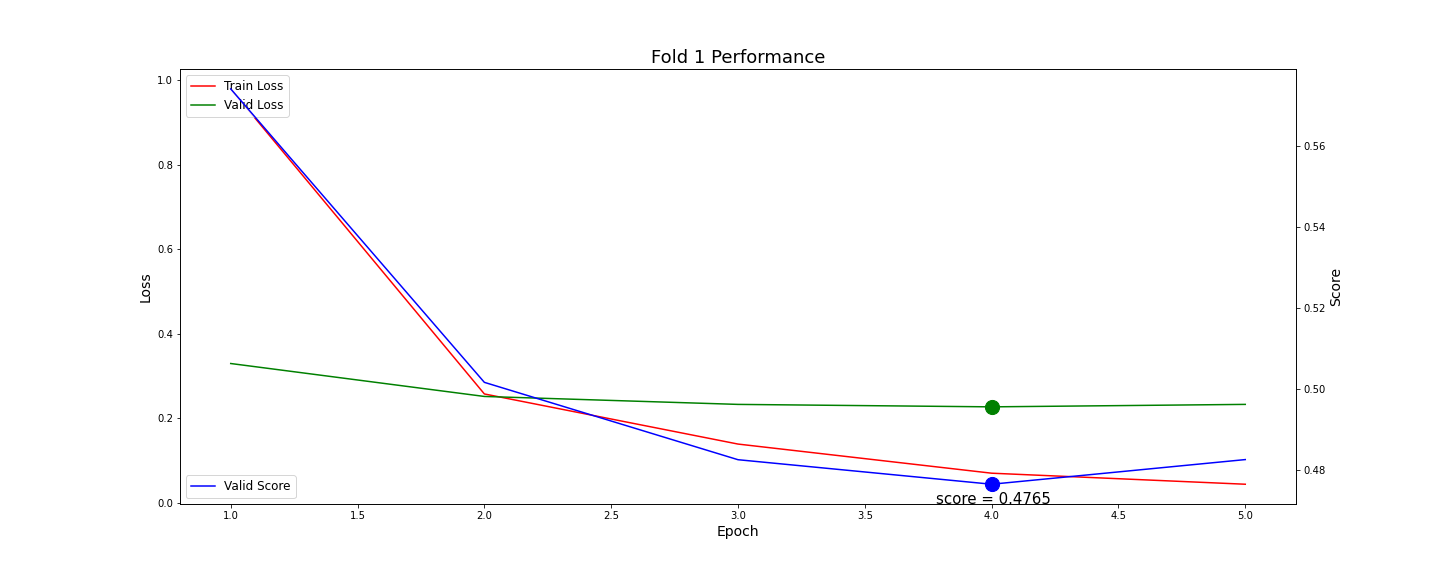 Fold 1 Performance
Train Loss
Valid Loss
Valid Score
score = 0.4765
Loss
1.0
0.8
0.6
0.4
0.2
0.0
Score
0.56
0.54
0.52
0.50
0.48
1.0 1.5 2.0 2.5 3.0 3.5 4.0 4.5 5.0
Epoch